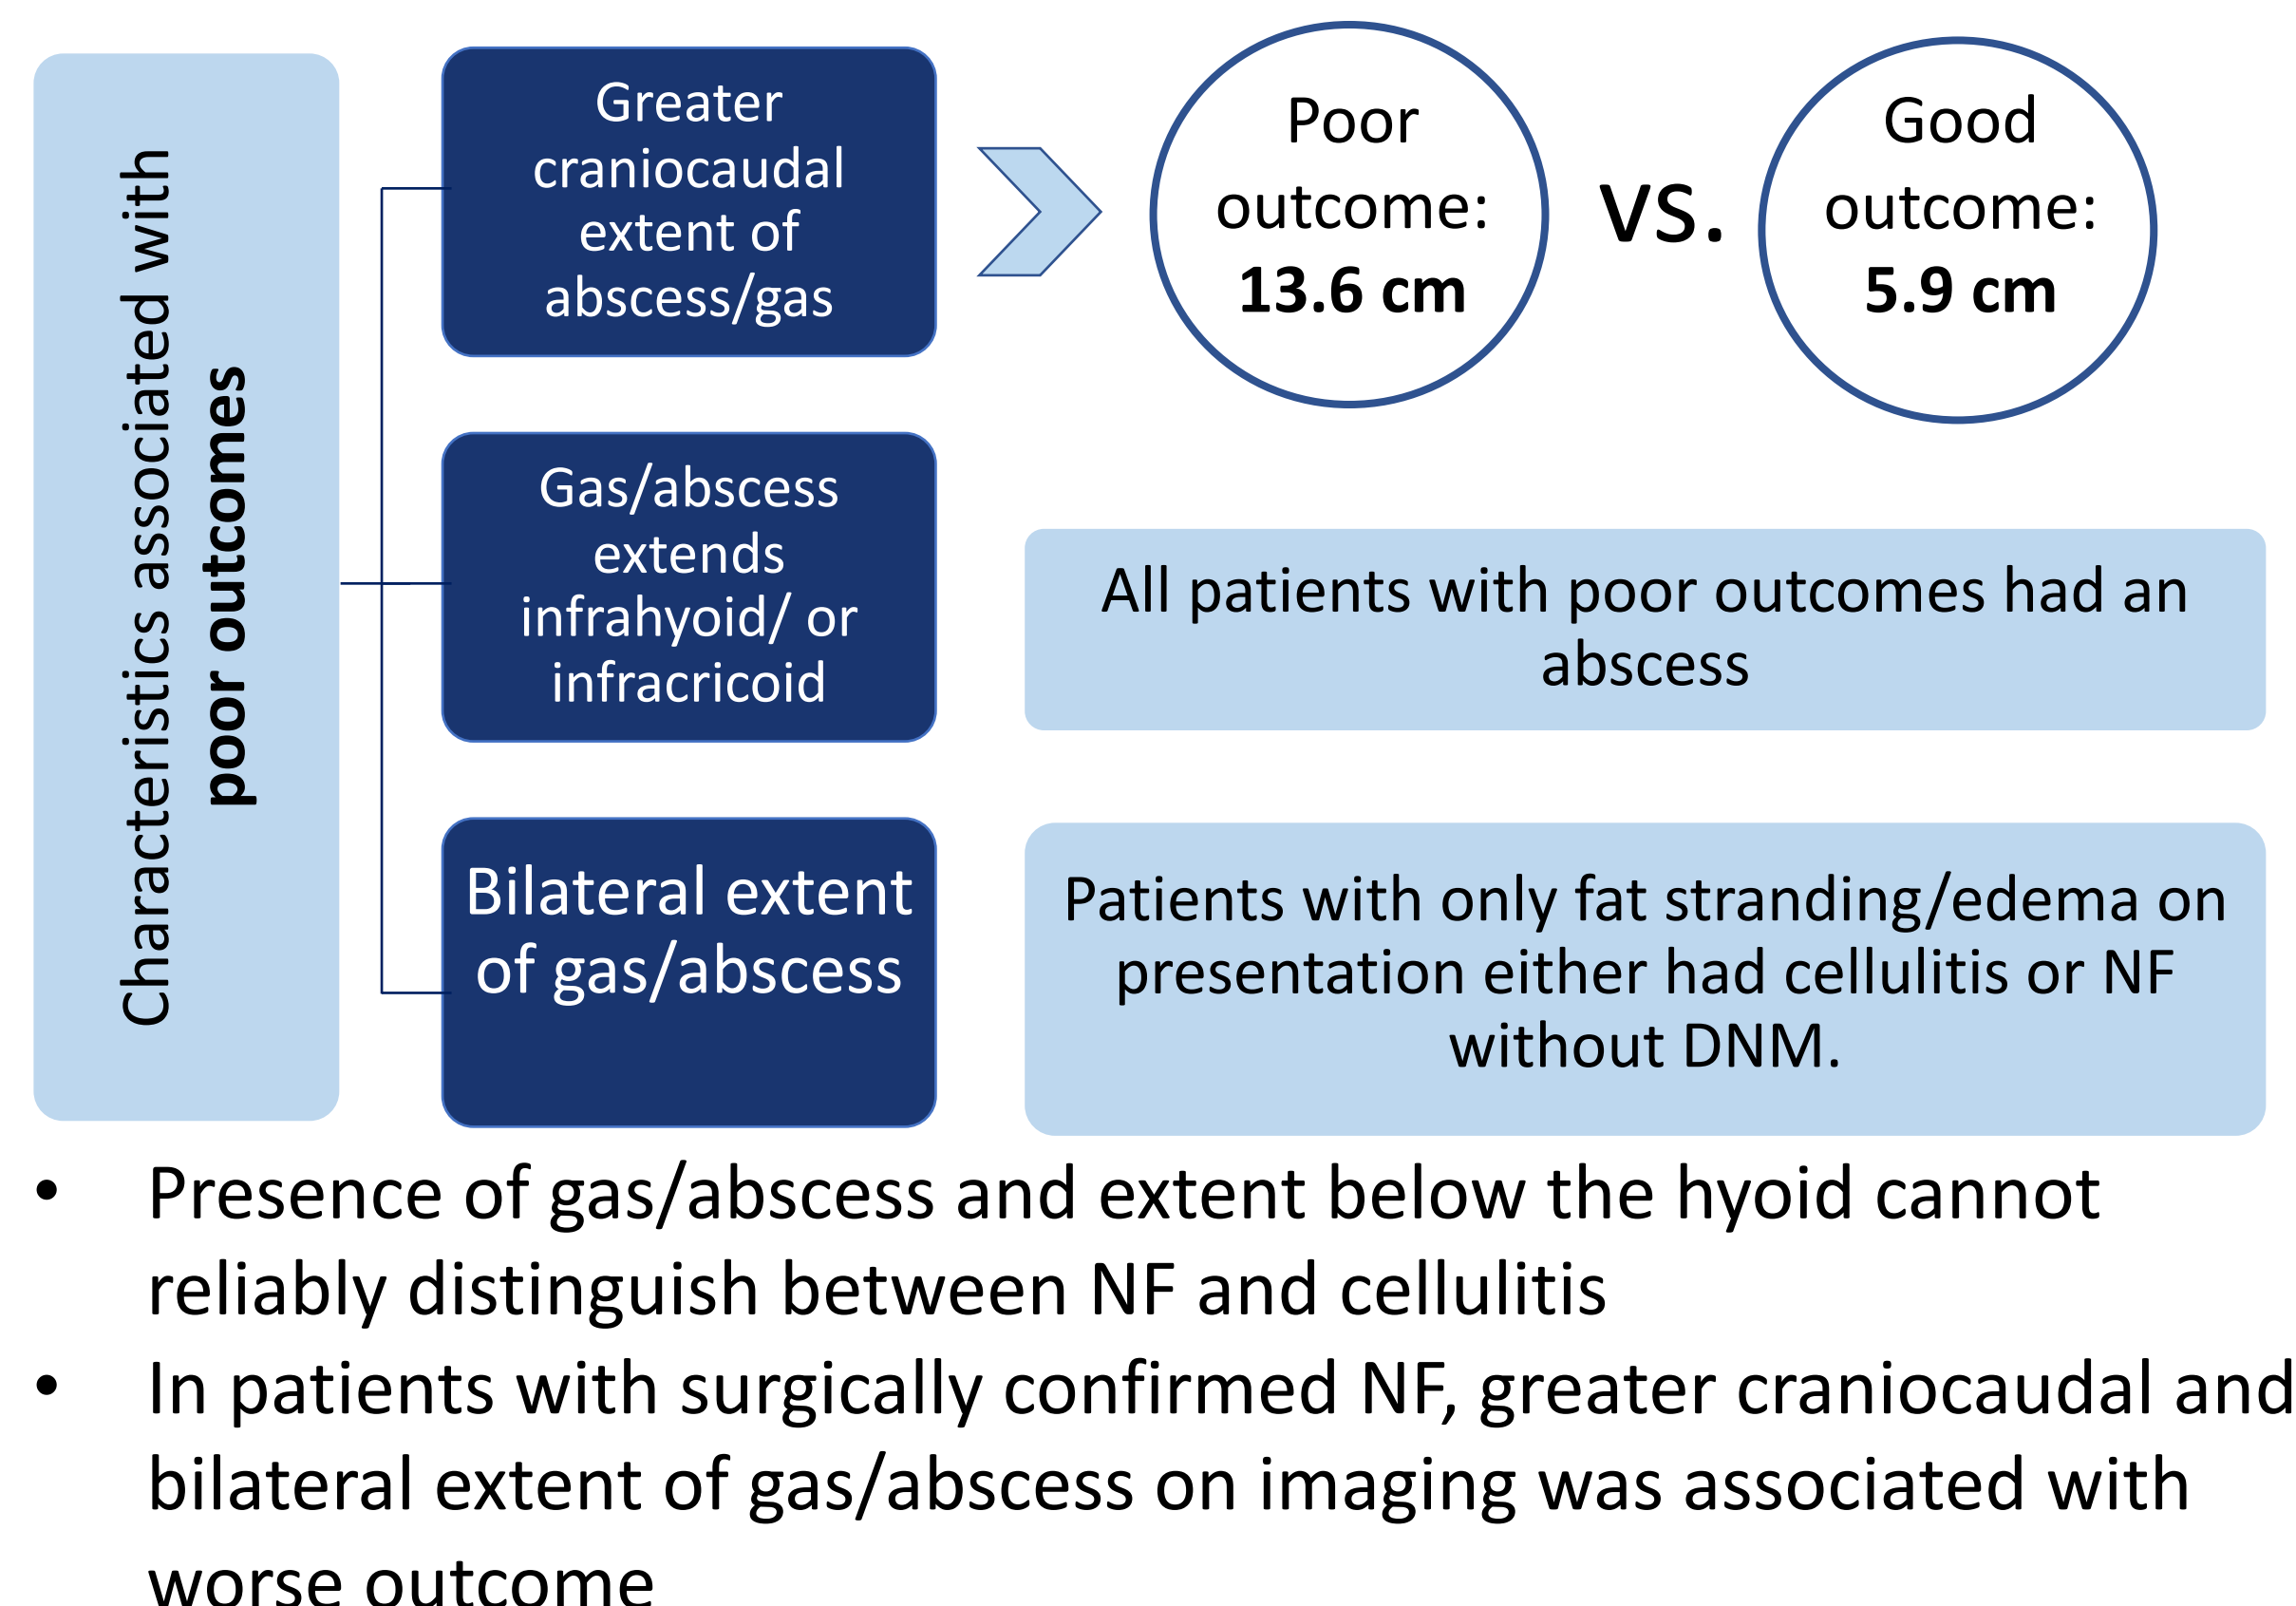 Characteristics associated with
poor outcomes
Greater
craniocaudal
extent of
abscess/gas
Poor
outcome:
13.6 cm
VS.
Good
outcome:
5.9 cm
Gas/abscess
extends
infrahyoid/ or
infracricoid
All patients with poor outcomes had an
abscess
Bilateral extent
of gas/abscess
Patients with only fat stranding/edema on
presentation either had cellulitis or NF
without DNM.
• Presence of gas/abscess and extent below the hyoid cannot
reliably distinguish between NF and cellulitis
• In patients with surgically confirmed NF, greater craniocaudal and
bilateral extent of gas/abscess on imaging was associated with
worse outcome